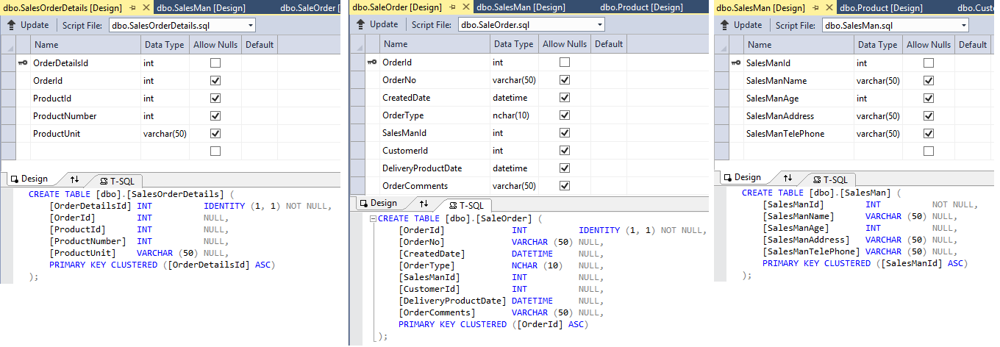 dbo.SalesOrderDetails [Design] dbo.SalesMan [Design] dbo.SaleOrder [
Update Script File: dbo.SalesOrderDetails.sql
Name Data Type Allow Nulls Default
OrderDetailsId int
OrderId int
ProductId int
ProductNumber int
ProductUnit varchar(50)
Design T-SQL
CREATE TABLE [dbo].[SalesOrderDetails] (
[OrderDetailsId] INT IDENTITY (1, 1) NOT NULL,
[OrderId] INT NULL,
[ProductId] INT NULL,
[ProductNumber] INT NULL,
[ProductUnit] VARCHAR (50) NULL,
PRIMARY KEY CLUSTERED ([OrderDetailsId] ASC)
);
dbo.SaleOrder [Design] dbo.SalesMan [Design] dbo.Product [Design]
Update Script File: dbo.SaleOrder.sql
Name Data Type Allow Nulls Default
OrderId int
OrderNo varchar(50)
CreatedDate datetime
OrderType nchar(10)
SalesManId int
CustomerId int
DeliveryProductDate datetime
OrderComments varchar(50)
Design T-SQL
CREATE TABLE [dbo].[SaleOrder] (
[OrderId] INT IDENTITY (1, 1) NOT NULL,
[OrderNo] VARCHAR (50) NULL,
[CreatedDate] DATETIME NULL,
[OrderType] NCHAR (10) NULL,
[SalesManId] INT NULL,
[CustomerId] INT NULL,
[DeliveryProductDate] DATETIME NULL,
[OrderComments] VARCHAR (50) NULL,
PRIMARY KEY CLUSTERED ([OrderId] ASC)
);
dbo.SalesMan [Design] dbo.Product [Design] dbo.Custo
Update Script File: dbo.SalesMan.sql
Name Data Type Allow Nulls Default
SalesManId int
SalesManName varchar(50)
SalesManAge int
SalesManAddress varchar(50)
SalesManTelePhone varchar(50)
Design T-SQL
CREATE TABLE [dbo].[SalesMan] (
[SalesManId] INT NOT NULL,
[SalesManName] VARCHAR (50) NULL,
[SalesManAge] INT NULL,
[SalesManAddress] VARCHAR (50) NULL,
[SalesManTelePhone] VARCHAR (50) NULL,
PRIMARY KEY CLUSTERED ([SalesManId] ASC)
);